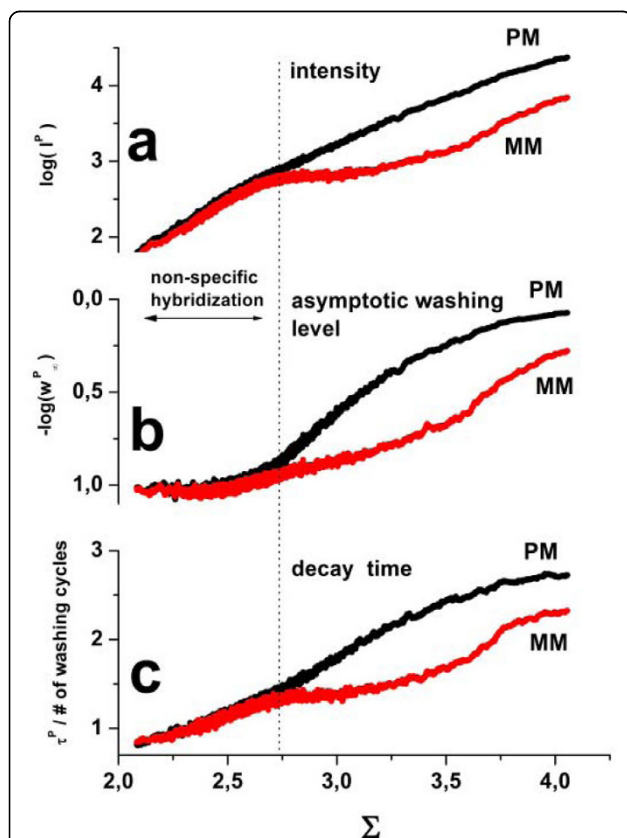 PM
4
intensity
log(I^P)
a
3
MM
2
non-specific
hybridization
0,0
asymptotic washing
level
PM
-log(w^P_∞)
0,5
MM
b
1,0
3
PM
decay time
τ^P / # of washing cycles
2
c
MM
1
2,0 2,5 3,0 3,5 4,0
Σ